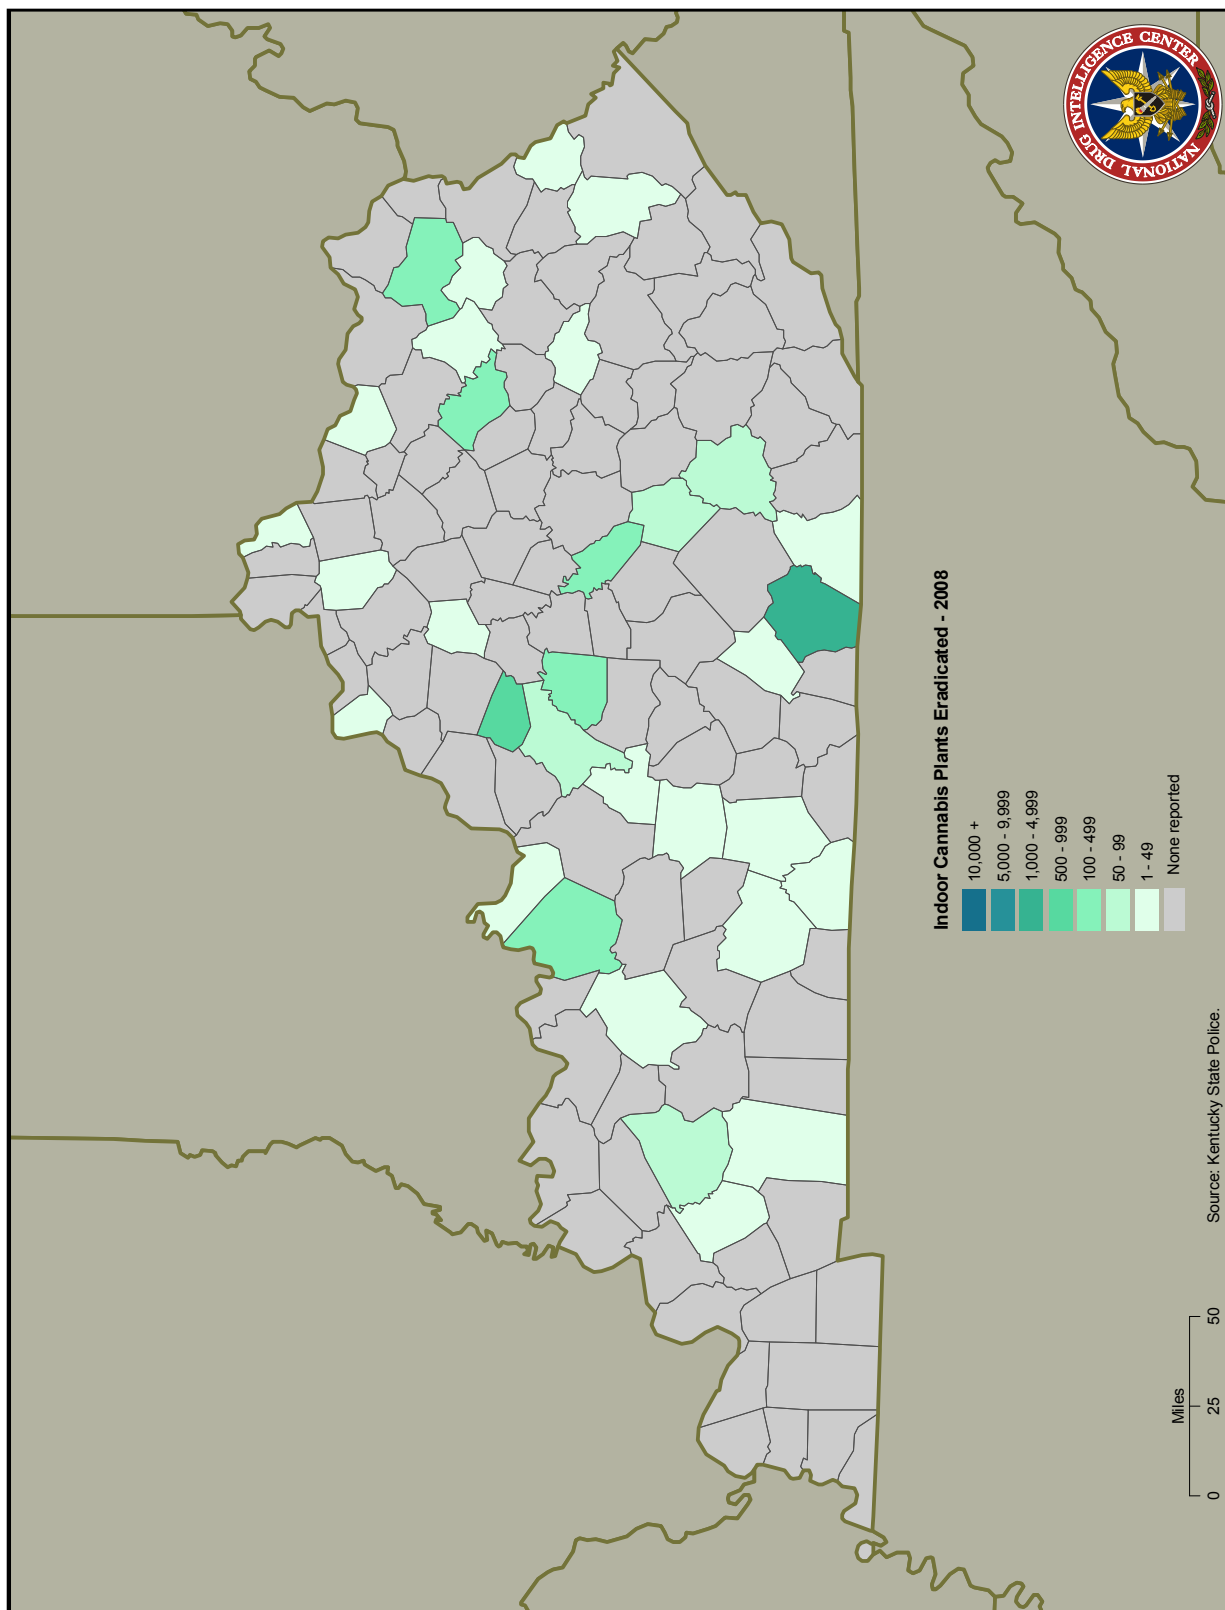 NATIONAL DRUG INTELLIGENCE CENTER
Indoor Cannabis Plants Eradicated - 2008
10,000 +
5,000 - 9,999
1,000 - 4,999
500 - 999
100 - 499
50 - 99
1 - 49
None reported
Miles
0 25 50
Source: Kentucky State Police.